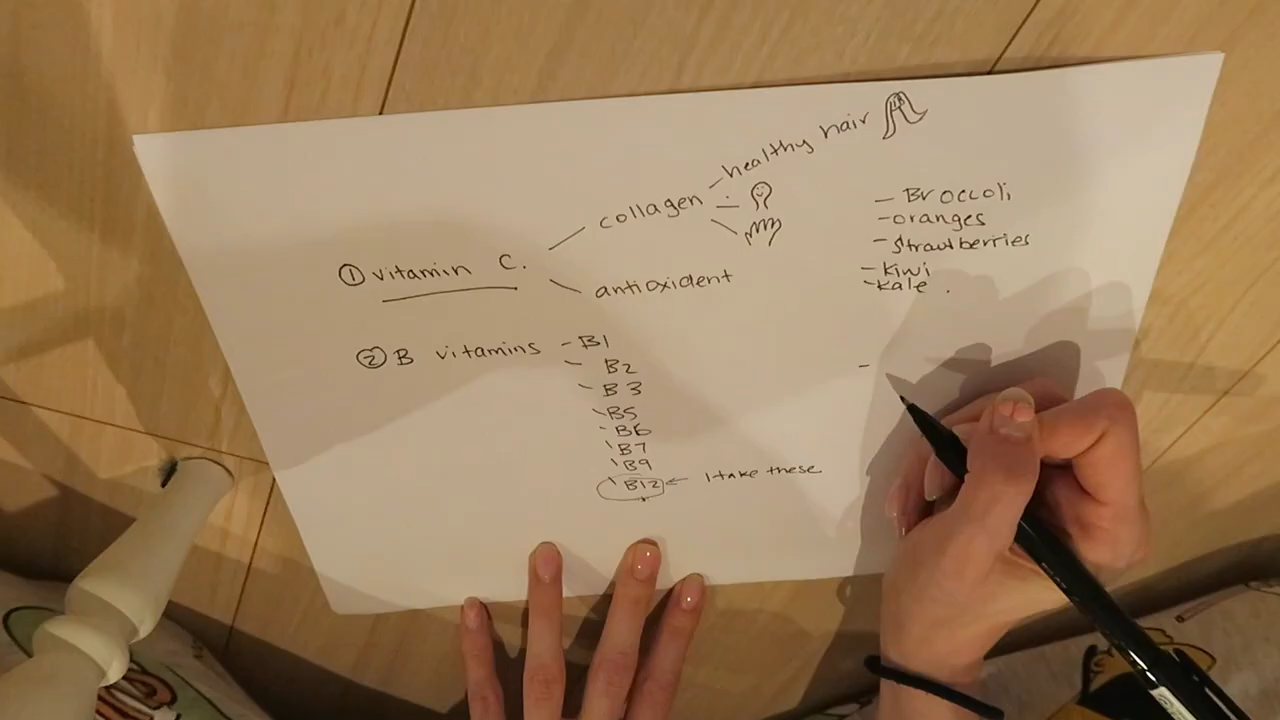 ① vitamin C.
collagen
healthy hair
antioxident
- Broccoli
- oranges
- strawberries
- kiwi
- kale .
② B vitamins
- B1
- B2
- B3
- B5
- B6
- B7
- B9
- B12 ← I take these
-